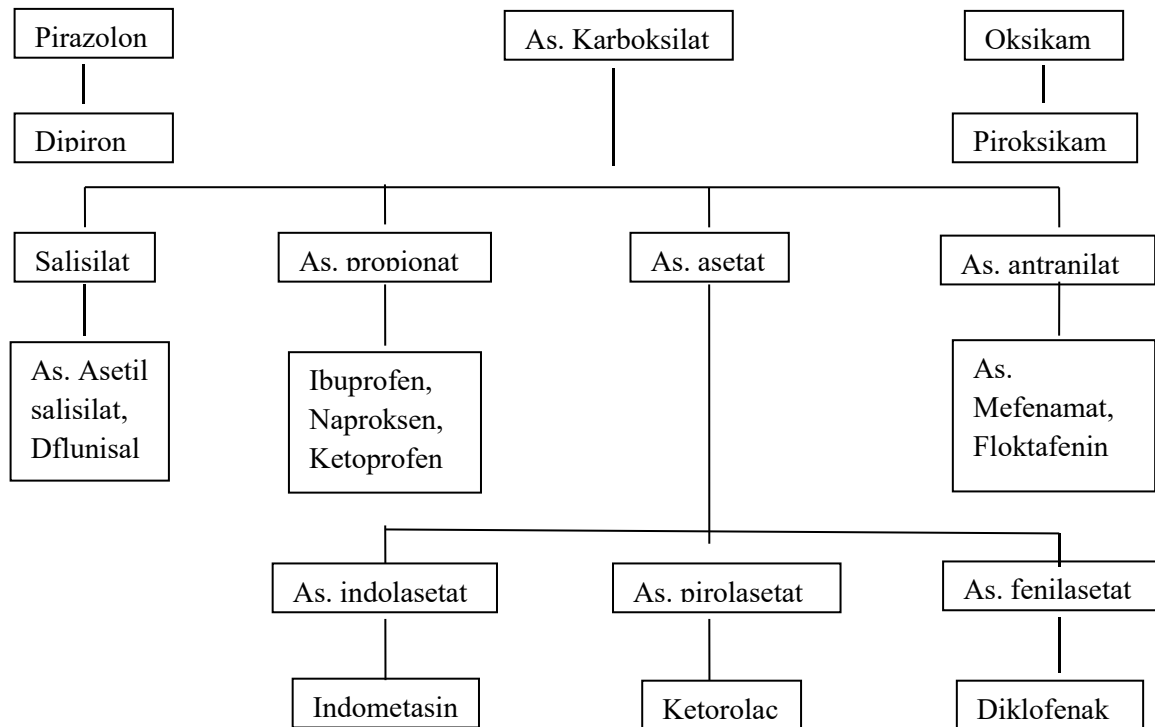 Pirazolon
As. Karboksilat
Oksikam
Dipiron
Piroksikam
Salisilat
As. propionat
As. asetat
As. antranilat
As. Asetil
salisilat,
Dflunisal
Ibuprofen,
Naproksen,
Ketoprofen
As.
Mefenamat,
Floktafenin
As. indolasetat
As. pirolasetat
As. fenilasetat
Indometasin
Ketorolac
Diklofenak